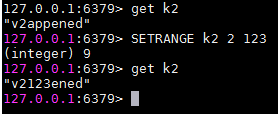 127.0.0.1:6379> get k2
"v2appened"
127.0.0.1:6379> SETRANGE k2 2 123
(integer) 9
127.0.0.1:6379> get k2
"v2123ened"
127.0.0.1:6379>